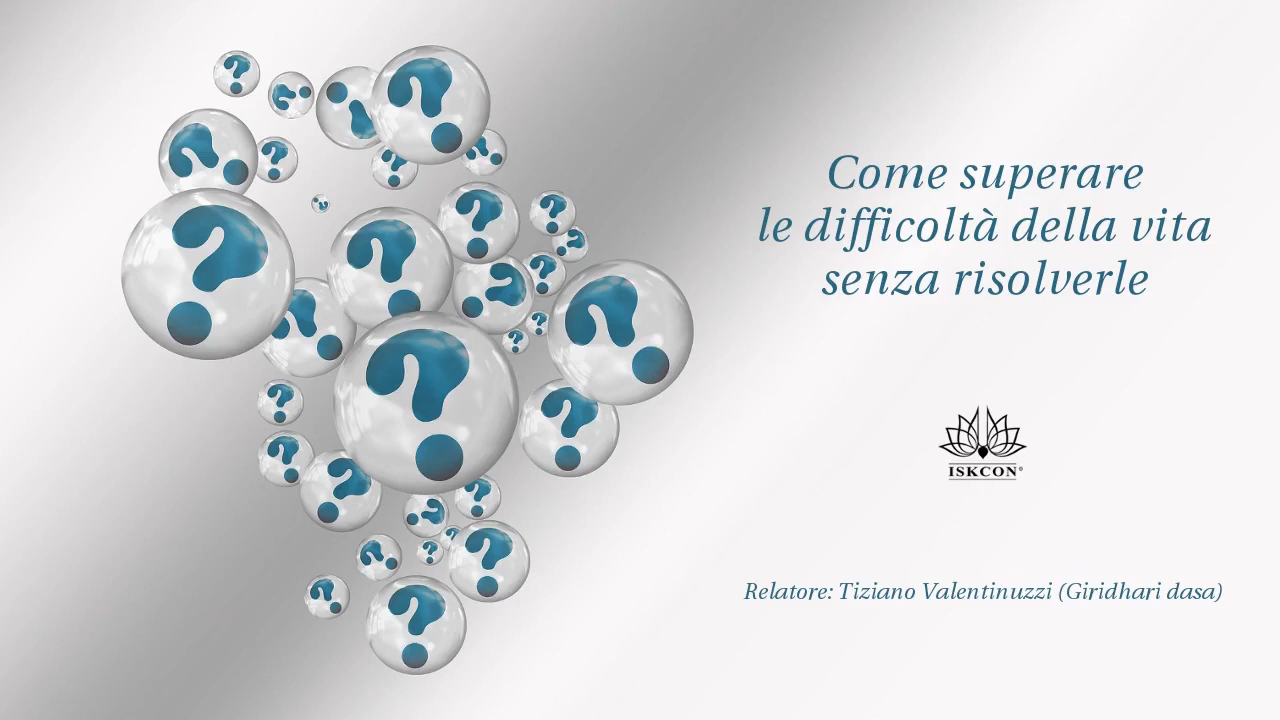 Come superare
le difficoltà della vita
senza risolverle
ISKCON®
Relatore: Tiziano Valentinuzzi (Giridhari dasa)